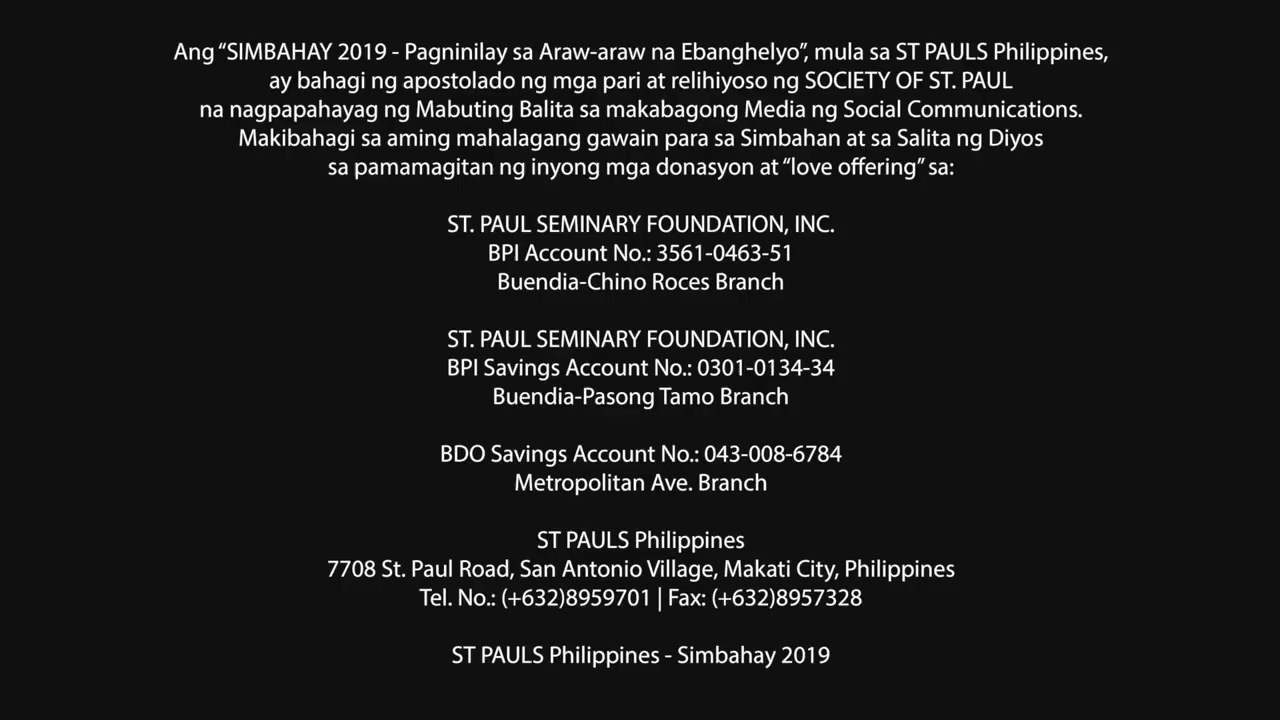 Ang “SIMBAHAY 2019 - Pagninilay sa Araw-araw na Ebanghelyo”, mula sa ST PAULS Philippines,
ay bahagi ng apostolado ng mga pari at relihiyoso ng SOCIETY OF ST. PAUL
na nagpapahayag ng Mabuting Balita sa makabagong Media ng Social Communications.
Makibahagi sa aming mahalagang gawain para sa Simbahan at sa Salita ng Diyos
sa pamamagitan ng inyong mga donasyon at “love offering” sa:
ST. PAUL SEMINARY FOUNDATION, INC.
BPI Account No.: 3561-0463-51
Buendia-Chino Roces Branch
ST. PAUL SEMINARY FOUNDATION, INC.
BPI Savings Account No.: 0301-0134-34
Buendia-Pasong Tamo Branch
BDO Savings Account No.: 043-008-6784
Metropolitan Ave. Branch
ST PAULS Philippines
7708 St. Paul Road, San Antonio Village, Makati City, Philippines
Tel. No.: (+632)8959701 | Fax: (+632)8957328
ST PAULS Philippines - Simbahay 2019